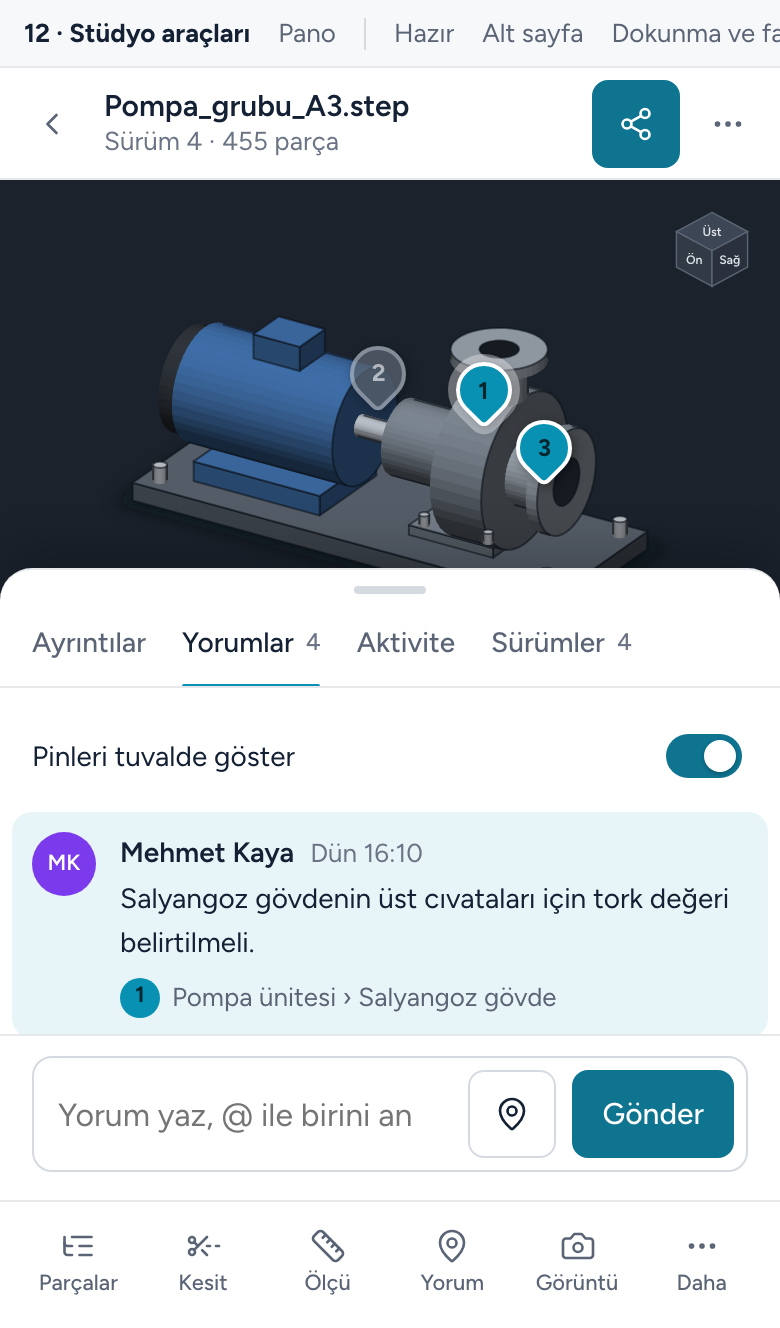 12 · Stüdyo araçları Pano Hazır Alt sayfa Dokunma ve fa
Pompa_grubu_A3.step
Sürüm 4 · 455 parça
Üst
Ön Sağ
2
1
3
Ayrıntılar Yorumlar 4 Aktivite Sürümler 4
Pinleri tuvalde göster
MK Mehmet Kaya Dün 16:10
Salyangoz gövdenin üst cıvataları için tork değeri
belirtilmeli.
1 Pompa ünitesi › Salyangoz gövde
Yorum yaz, @ ile birini an Gönder
Parçalar Kesit Ölçü Yorum Görüntü Daha